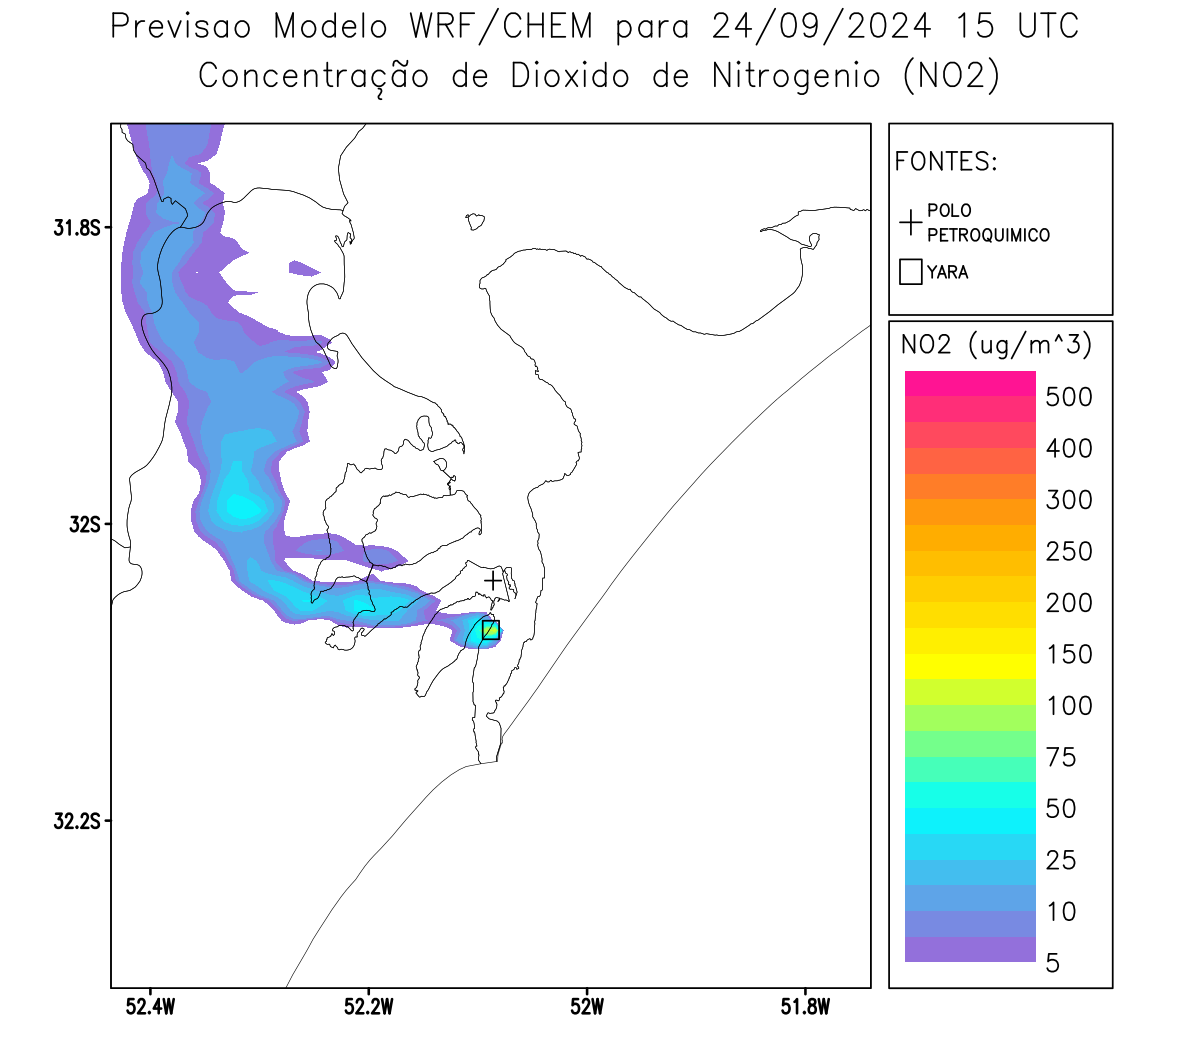 Previsao Modelo WRF/CHEM para 24/09/2024 15 UTC
Concentração de Dioxido de Nitrogenio (NO2)
FONTES:
POLO
PETROQUIMICO
YARA
NO2 (ug/m^3)
500
400
300
250
200
150
100
75
50
25
10
5
31.8S
32S
32.2S
52.4W
52.2W
52W
51.8W